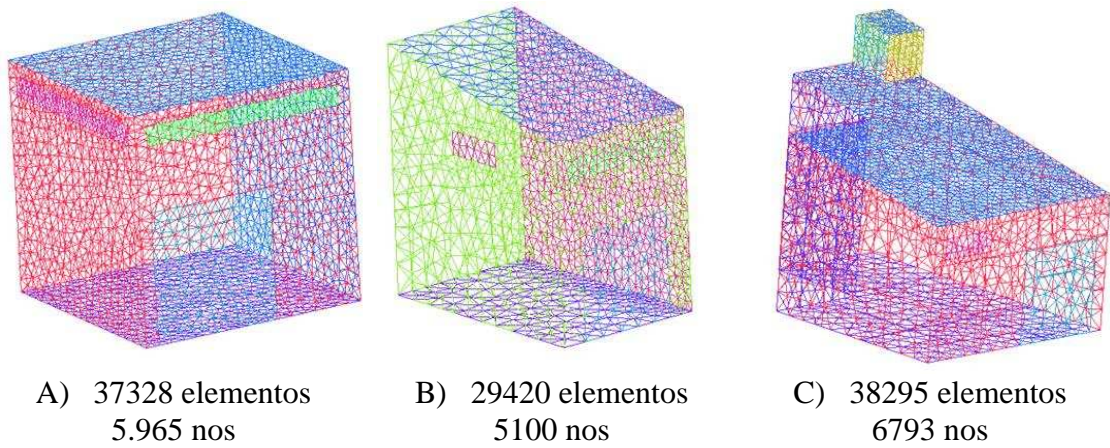 A) 37328 elementos B) 29420 elementos C) 38295 elementos
5.965 nos 5100 nos 6793 nos